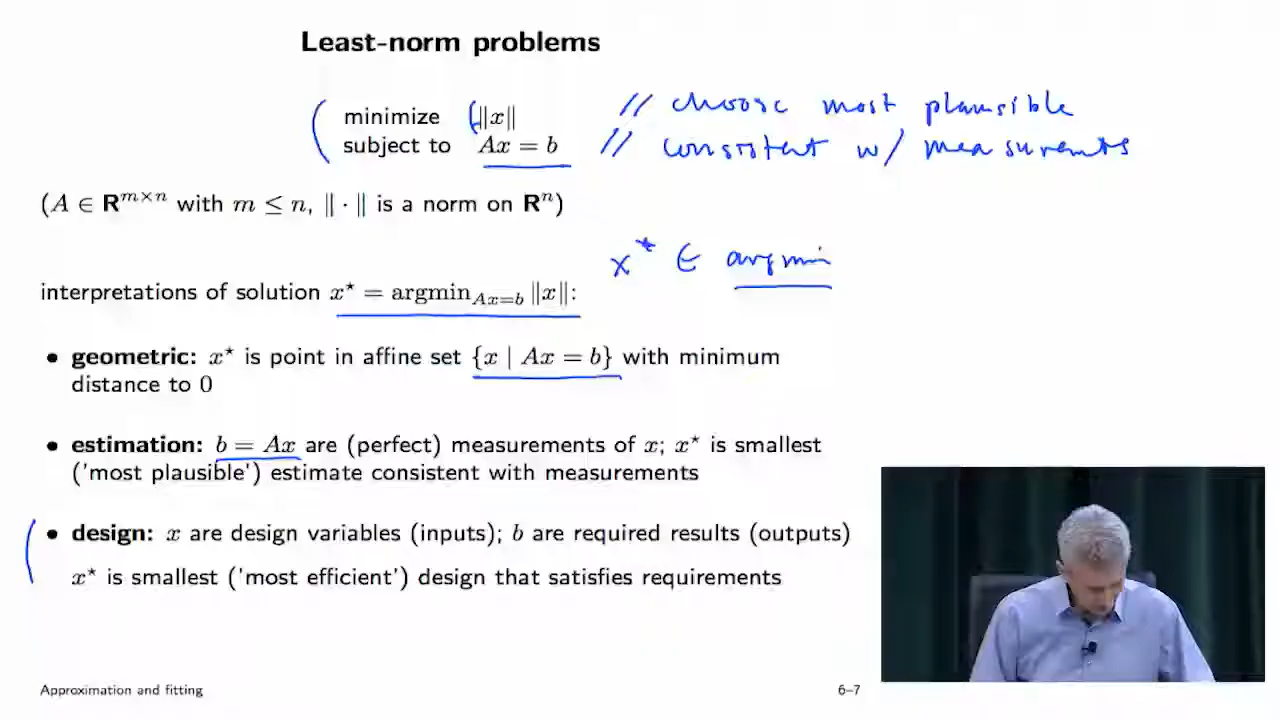 Least-norm problems
minimize ‖x‖ // choose most plausible
subject to Ax = b // consistent w/ measurements
(A ∈ R^{m×n} with m ≤ n, ‖ · ‖ is a norm on R^n)
x* ∈ argmin
interpretations of solution x⋆ = argmin_{Ax=b} ‖x‖:
• geometric: x⋆ is point in affine set {x | Ax = b} with minimum
distance to 0
• estimation: b = Ax are (perfect) measurements of x; x⋆ is smallest
('most plausible') estimate consistent with measurements
• design: x are design variables (inputs); b are required results (outputs)
x⋆ is smallest ('most efficient') design that satisfies requirements
Approximation and fitting 6–7